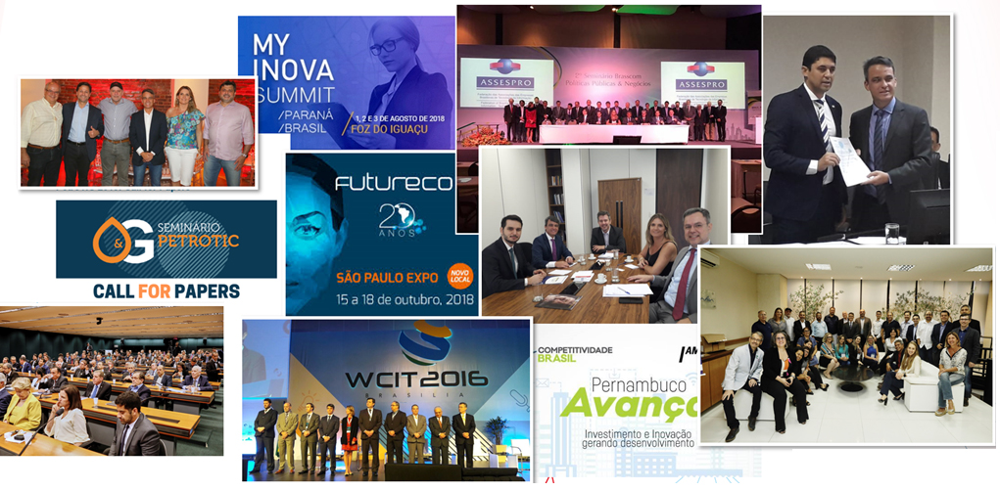 MY
INOVA
SUMMIT
/PARANÁ
/BRASIL
1, 2 E 3 DE AGOSTO DE 2018
FOZ DO IGUAÇU
2º Seminário Brasscom
Políticas Públicas & Negócios
ASSESPRO
ASSESPRO
FUTURECO
20
ANOS
SÃO PAULO EXPO
NOVO
LOCAL
15 a 18 de outubro, 2018
O&G
SEMINÁRIO
PETROTIC
CALL FOR PAPERS
WCIT2016
BRASILIA
COMPETITIVIDADE
BRASIL
AM
Pernambuco
Avanço
Investimento e Inovação
gerando desenvolvimento